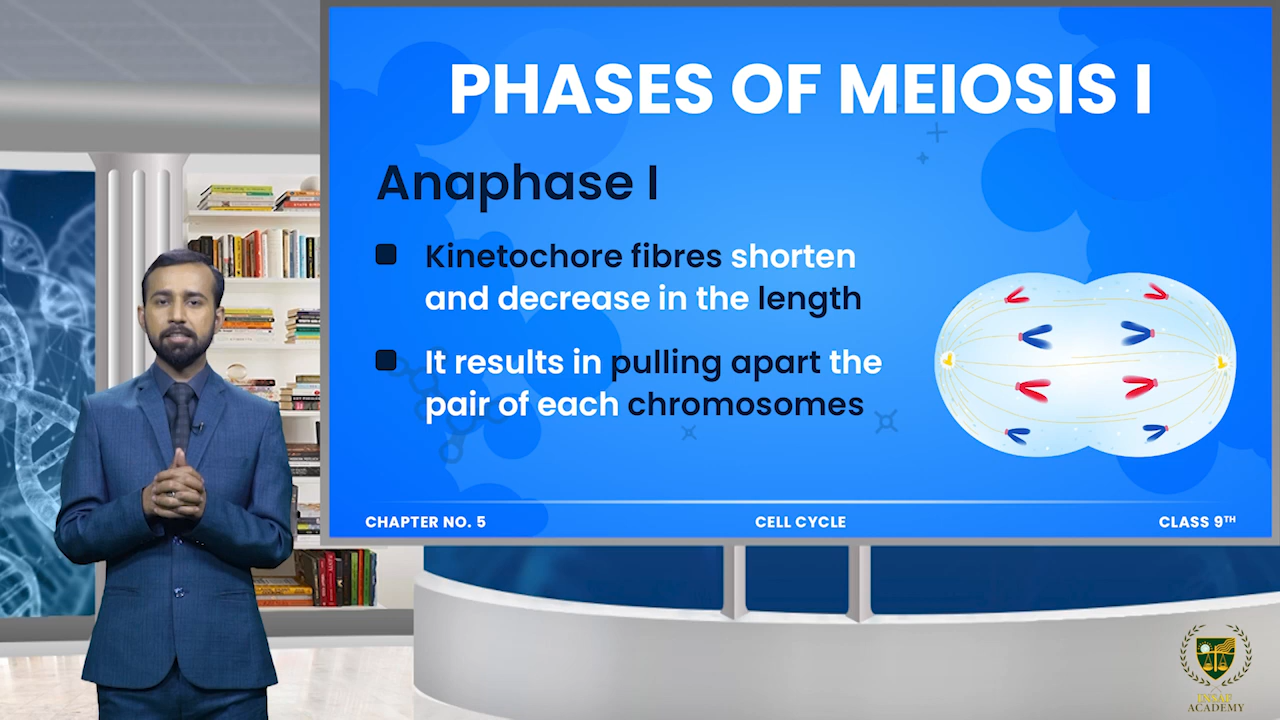 PHASES OF MEIOSIS I
Anaphase I
Kinetochore fibres shorten
and decrease in the length
It results in pulling apart the
pair of each chromosomes
CHAPTER NO. 5
CELL CYCLE
CLASS 9TH
ACADEMY